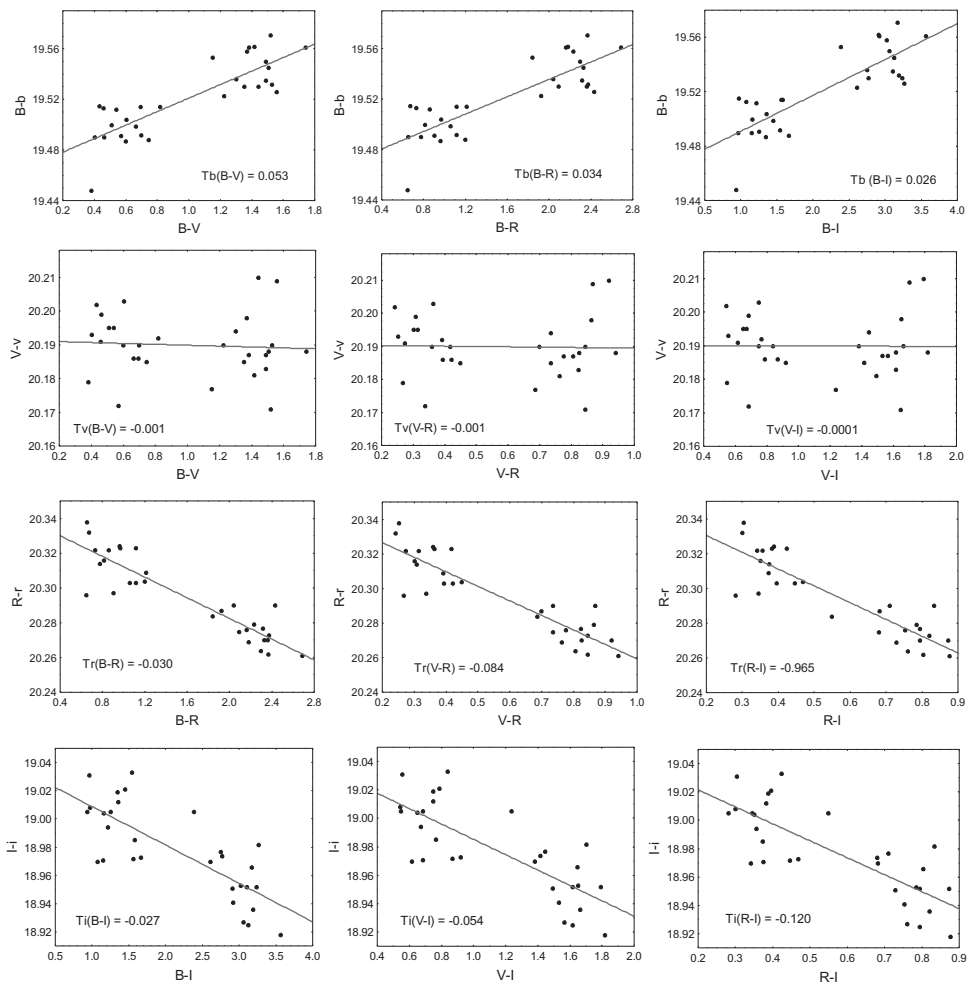 19.56
19.52
19.48
19.44
B-b
Tb(B-V) = 0.053
0.2 0.4 0.6 0.8 1.0 1.2 1.4 1.6 1.8
B-V
19.56
19.52
19.48
19.44
B-b
Tb(B-R) = 0.034
0.4 0.8 1.2 1.6 2.0 2.4 2.8
B-R
19.56
19.52
19.48
19.44
B-b
Tb (B-I) = 0.026
0.5 1.0 1.5 2.0 2.5 3.0 3.5 4.0
B-I
20.21
20.20
20.19
20.18
20.17
20.16
V-v
Tv(B-V) = -0.001
0.2 0.4 0.6 0.8 1.0 1.2 1.4 1.6 1.8
B-V
20.21
20.20
20.19
20.18
20.17
20.16
V-v
Tv(V-R) = -0.001
0.2 0.3 0.4 0.5 0.6 0.7 0.8 0.9 1.0
V-R
20.21
20.20
20.19
20.18
20.17
20.16
V-v
Tv(V-I) = -0.0001
0.4 0.6 0.8 1.0 1.2 1.4 1.6 1.8 2.0
V-I
20.34
20.32
20.30
20.28
20.26
20.24
R-r
Tr(B-R) = -0.030
0.4 0.8 1.2 1.6 2.0 2.4 2.8
B-R
20.34
20.32
20.30
20.28
20.26
20.24
R-r
Tr(V-R) = -0.084
0.2 0.3 0.4 0.5 0.6 0.7 0.8 0.9 1.0
V-R
20.34
20.32
20.30
20.28
20.26
20.24
R-r
Tr(R-I) = -0.965
0.2 0.3 0.4 0.5 0.6 0.7 0.8 0.9
R-I
19.04
19.02
19.00
18.98
18.96
18.94
18.92
I-i
Ti(B-I) = -0.027
0.5 1.0 1.5 2.0 2.5 3.0 3.5 4.0
B-I
19.04
19.02
19.00
18.98
18.96
18.94
18.92
I-i
Ti(V-I) = -0.054
0.4 0.6 0.8 1.0 1.2 1.4 1.6 1.8 2.0
V-I
19.04
19.02
19.00
18.98
18.96
18.94
18.92
I-i
Ti(R-I) = -0.120
0.2 0.3 0.4 0.5 0.6 0.7 0.8 0.9
R-I